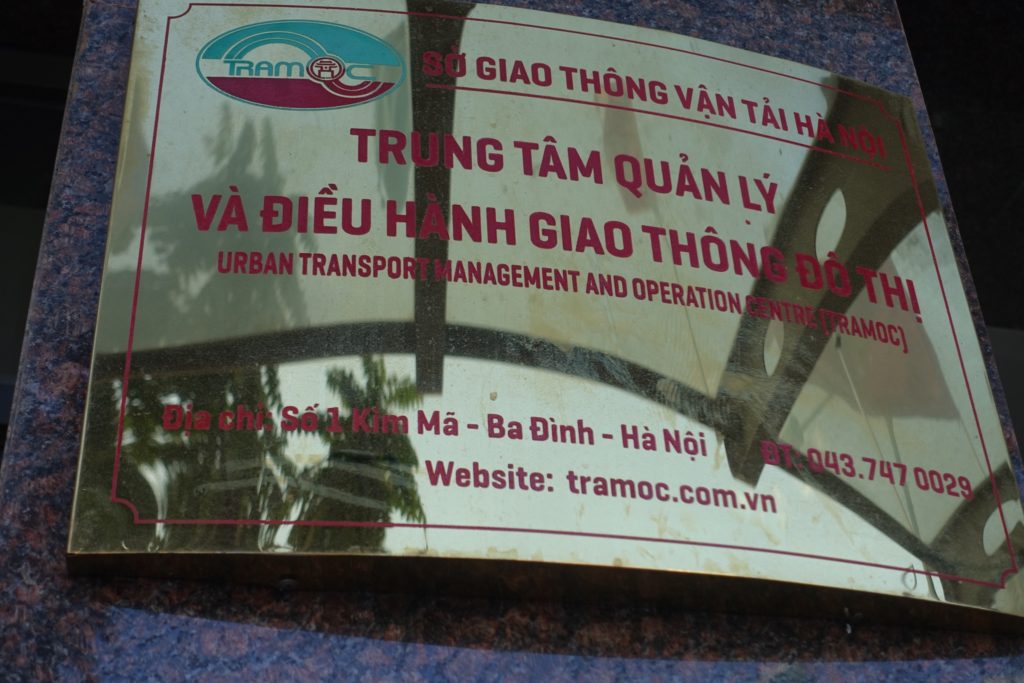 TRAMOC
SỞ GIAO THÔNG VẬN TẢI HÀ NỘI
TRUNG TÂM QUẢN LÝ
VÀ ĐIỀU HÀNH GIAO THÔNG ĐÔ THỊ
URBAN TRANSPORT MANAGEMENT AND OPERATION CENTRE (TRAMOC)
Địa chỉ: Số 1 Kim Mã - Ba Đình - Hà Nội ĐT: 043.747 0029
Website: tramoc.com.vn